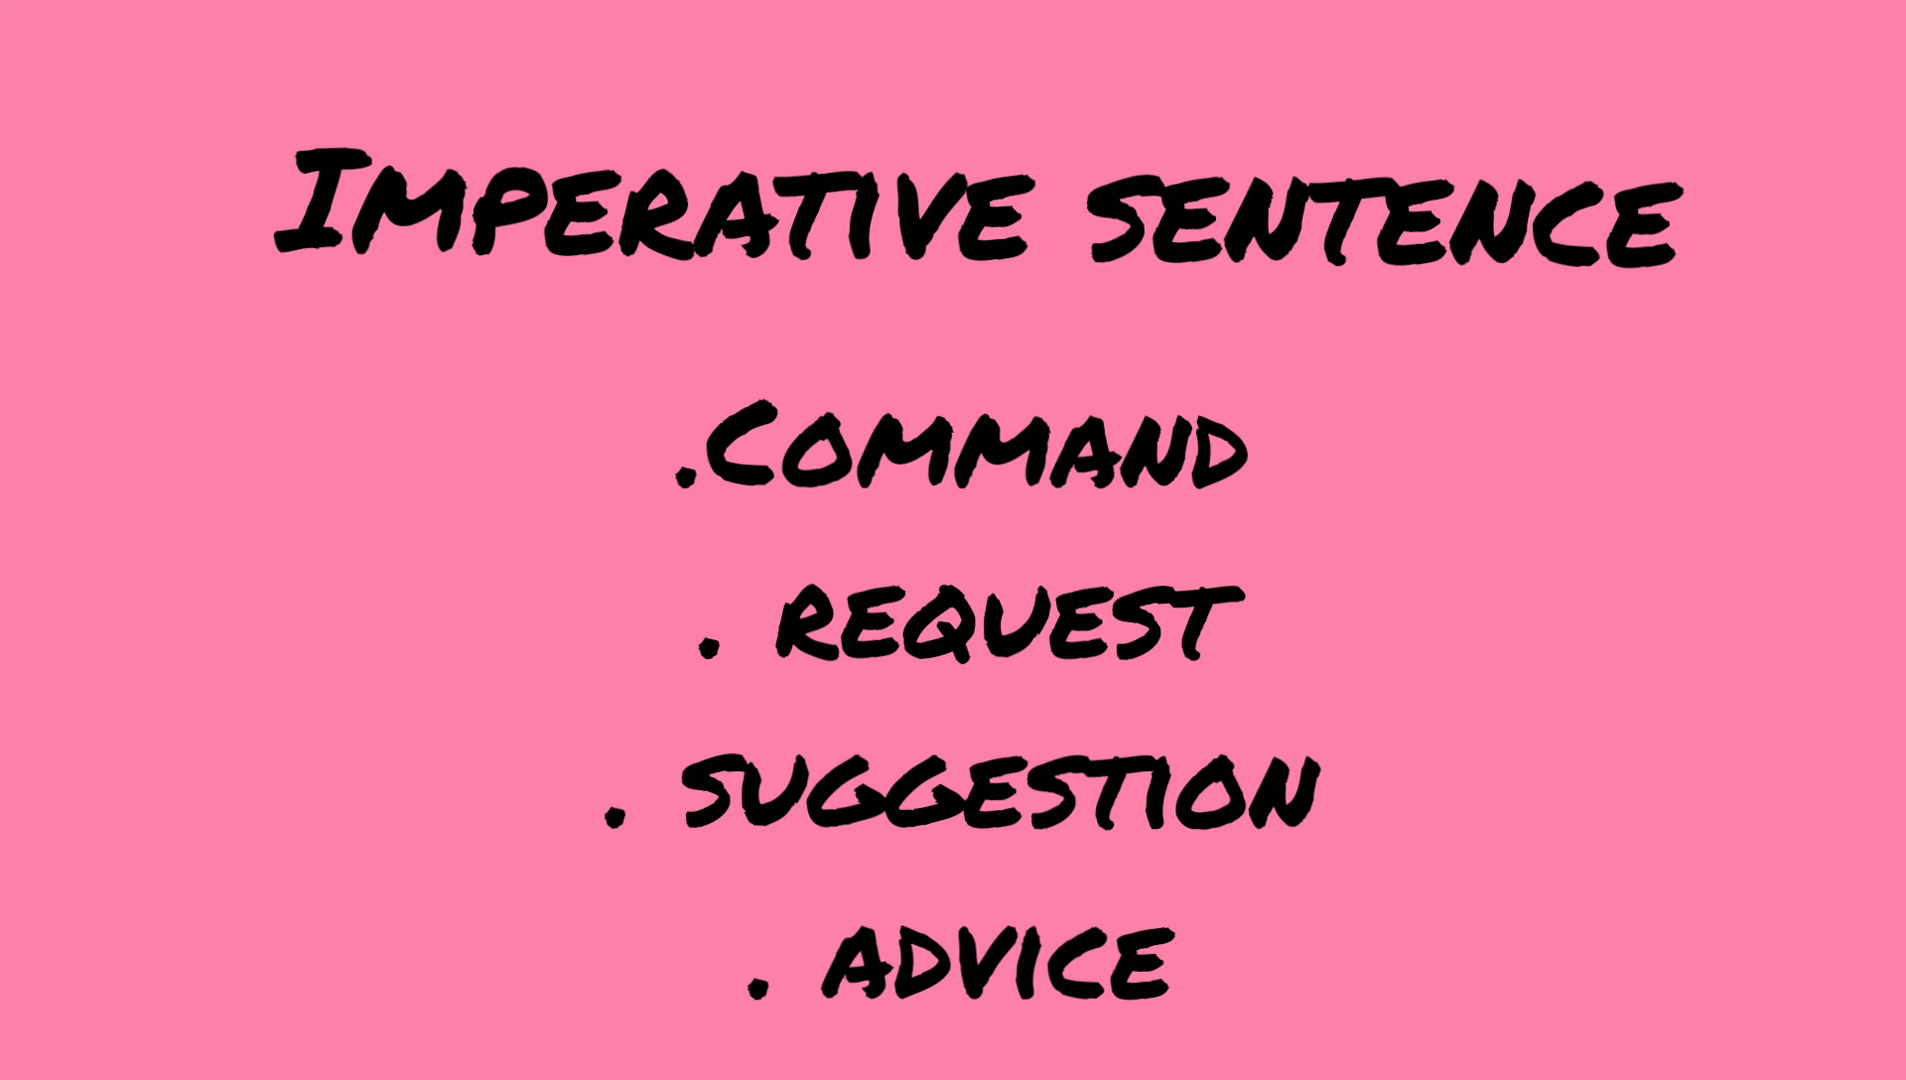 Imperative sentence
.Command
. request
. suggestion
. advice